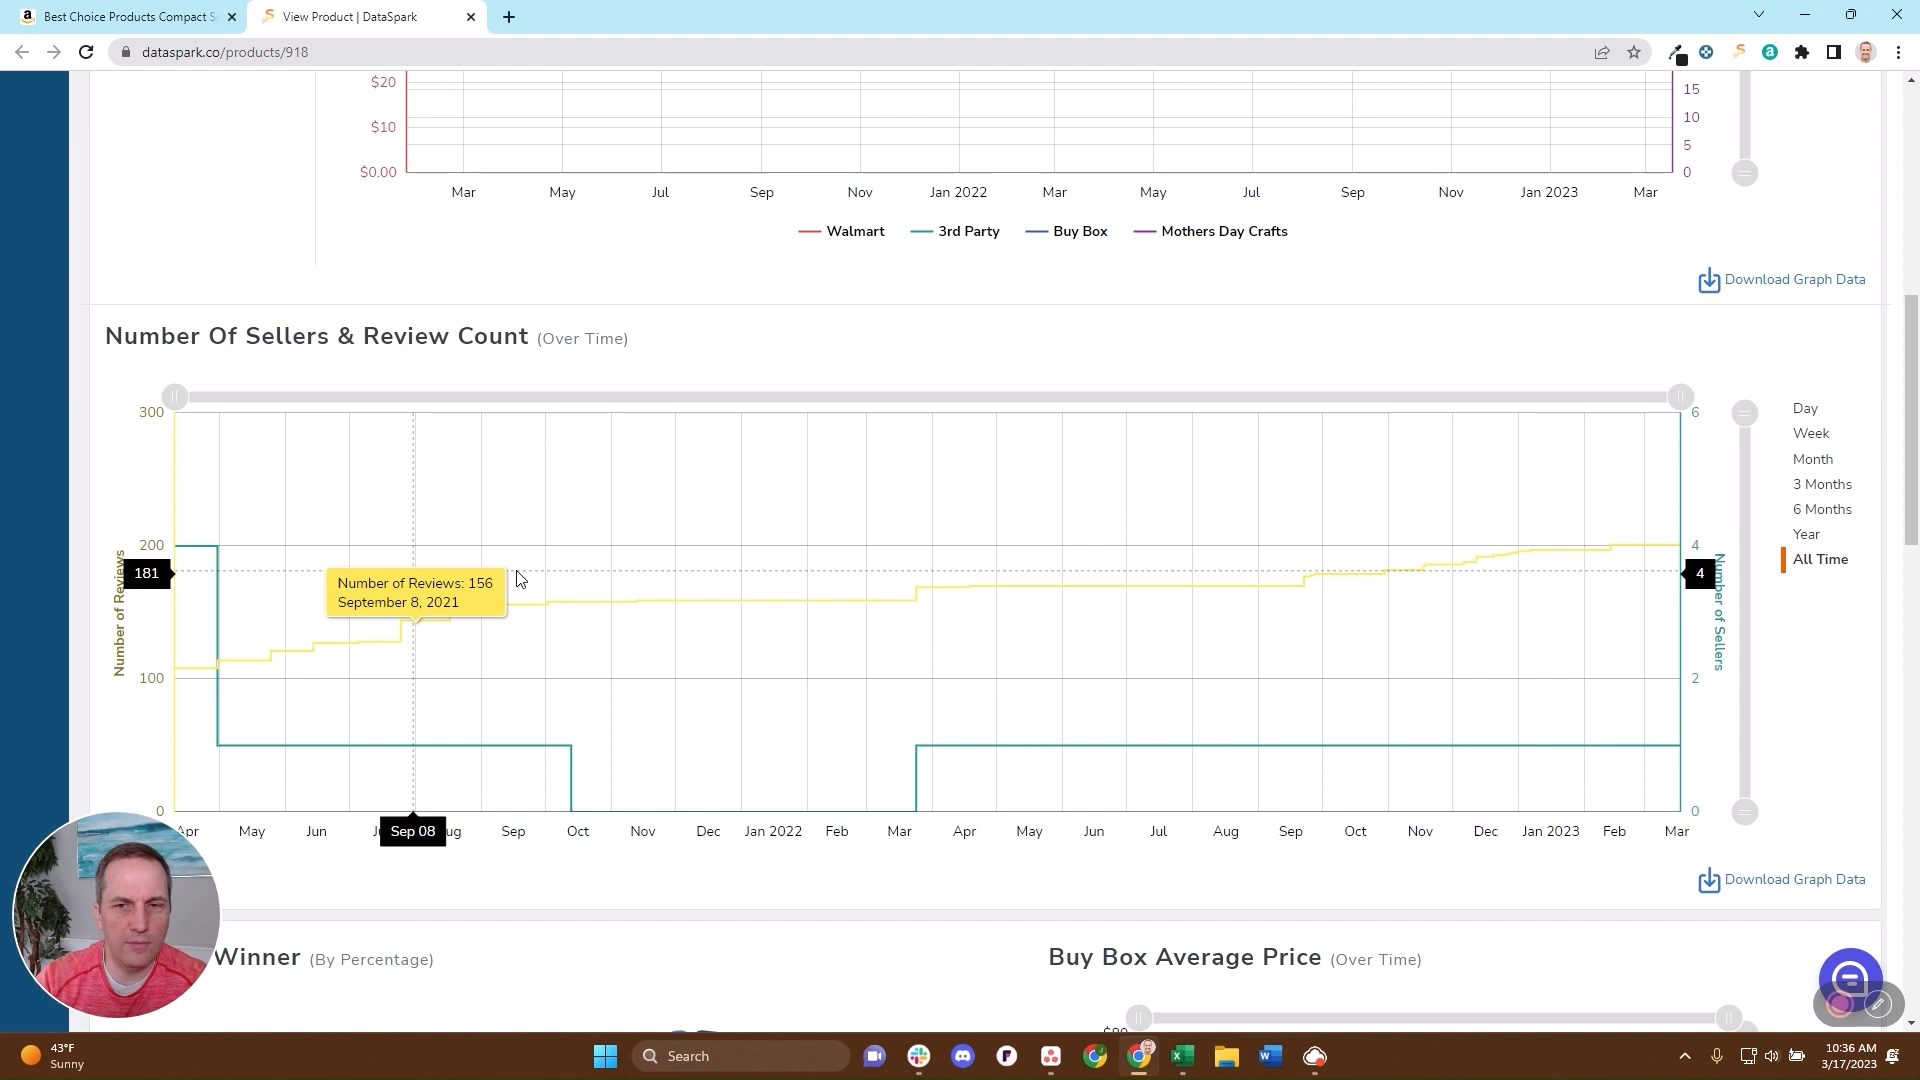 Best Choice Products Compact S
View Product | DataSpark
dataspark.co/products/918
$20
$10
$0.00
15
10
5
0
Mar May Jul Sep Nov Jan 2022 Mar May Jul Sep Nov Jan 2023 Mar
Walmart 3rd Party Buy Box Mothers Day Crafts
Download Graph Data
Number Of Sellers & Review Count (Over Time)
300
200
181
100
0
Number of Reviews
Number of Reviews: 156
September 8, 2021
6
4
4
2
0
Number of Sellers
Day
Week
Month
3 Months
6 Months
Year
All Time
Apr May Jun Sep 08 ug Sep Oct Nov Dec Jan 2022 Feb Mar Apr May Jun Jul Aug Sep Oct Nov Dec Jan 2023 Feb Mar
Download Graph Data
Winner (By Percentage)
Buy Box Average Price (Over Time)
$80
43°F
Sunny
Search
10:36 AM
3/17/2023